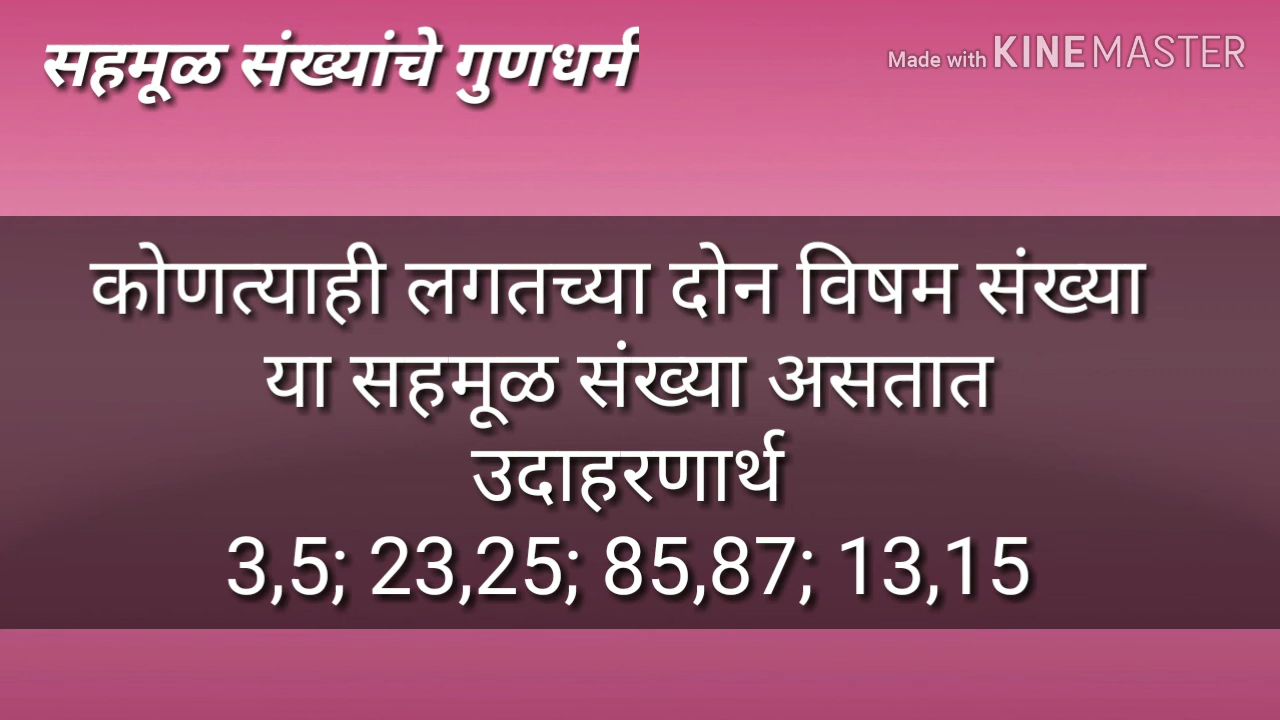 सहमूळ संख्यांचे गुणधर्म
Made with KINEMASTER
कोणत्याही लगतच्या दोन विषम संख्या
या सहमूळ संख्या असतात
उदाहरणार्थ
3,5; 23,25; 85,87; 13,15